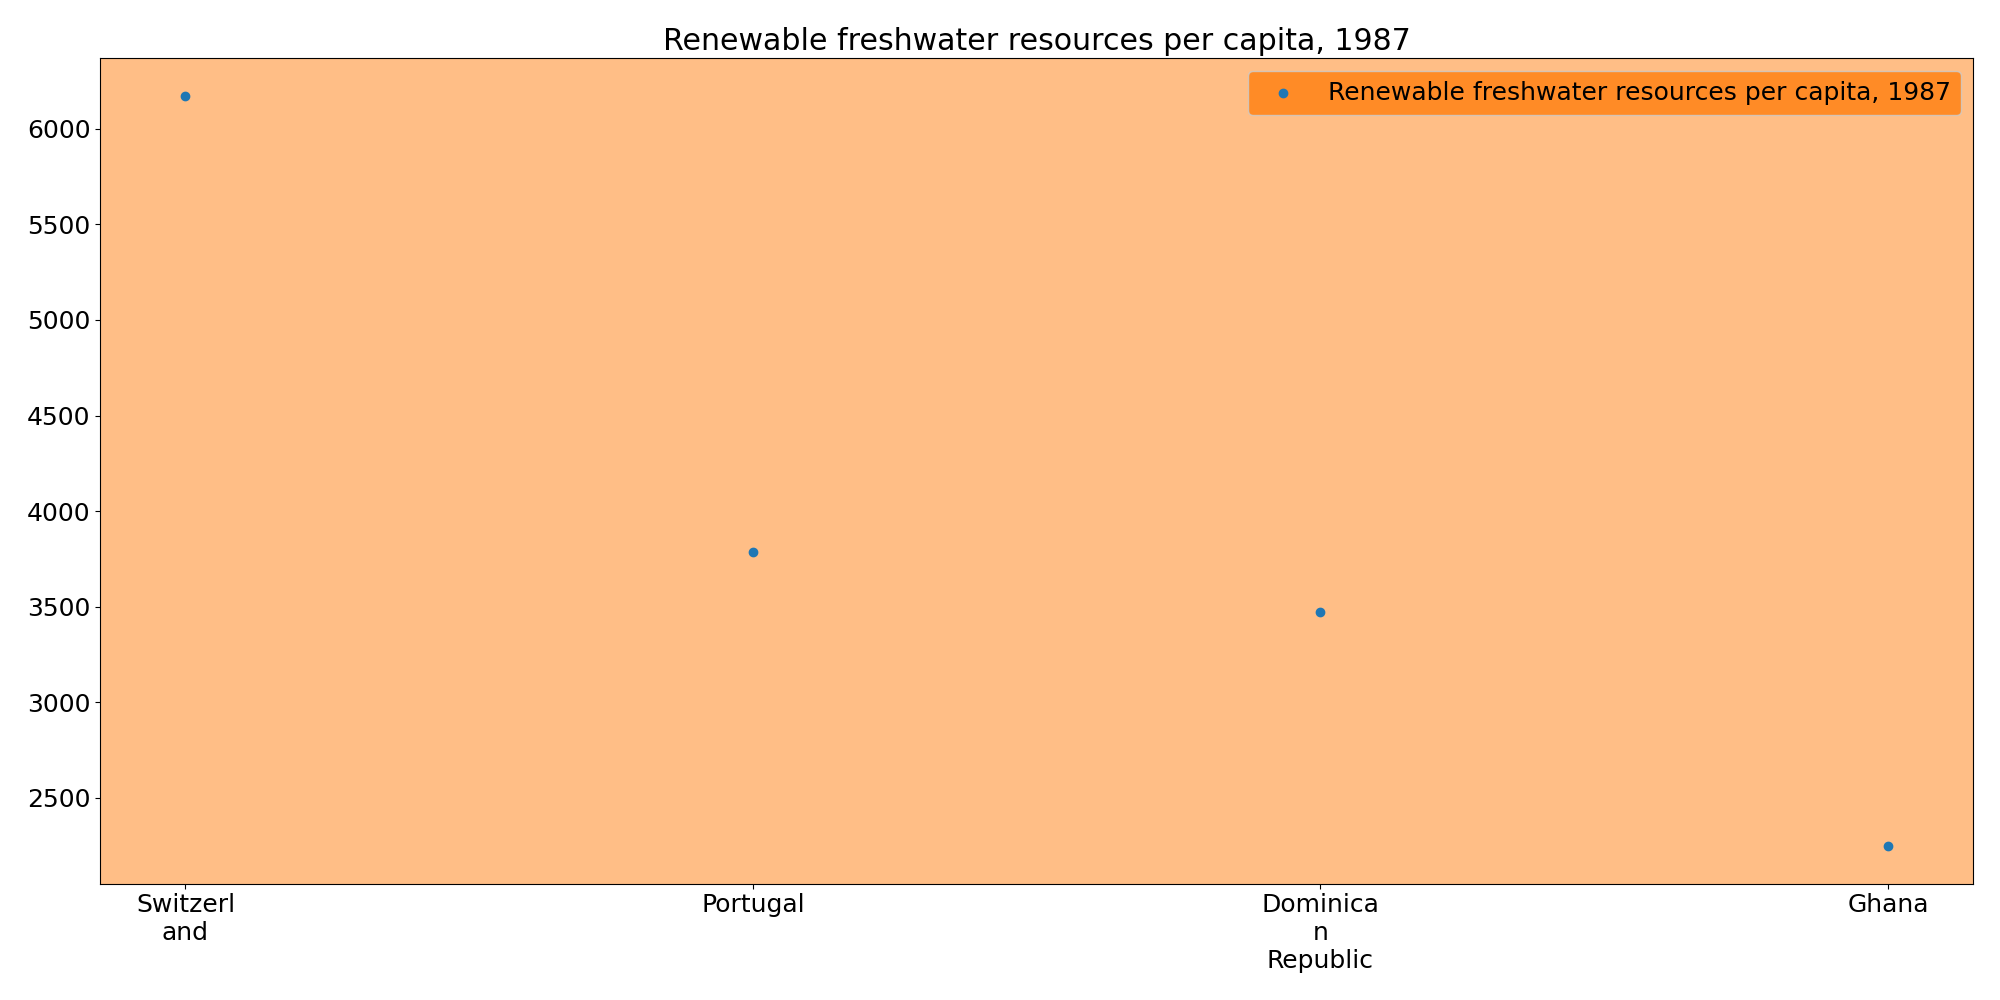 Renewable freshwater resources per capita, 1987
Renewable freshwater resources per capita, 1987
6000
5500
5000
4500
4000
3500
3000
2500
Switzerl
and
Portugal
Dominica
n
Republic
Ghana